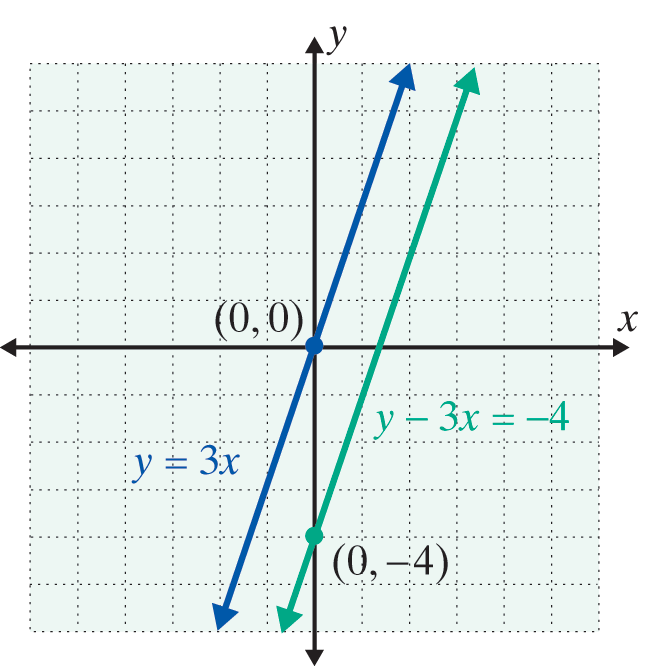 y
(0, 0)
x
y − 3x = −4
y = 3x
(0, −4)